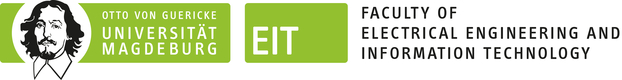 OTTO VON GUERICKE
UNIVERSITÄT
MAGDEBURG
EIT
FACULTY OF
ELECTRICAL ENGINEERING AND
INFORMATION TECHNOLOGY